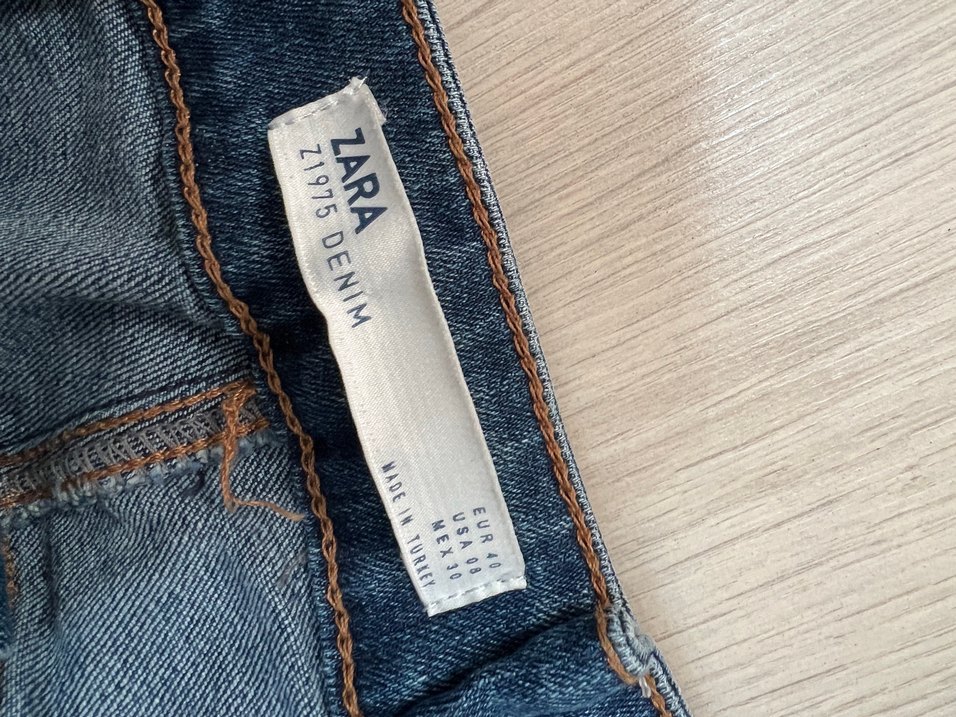 ZARA
Z1975 DENIM
EUR 40
USA 08
MEX 30
MADE IN TURKEY